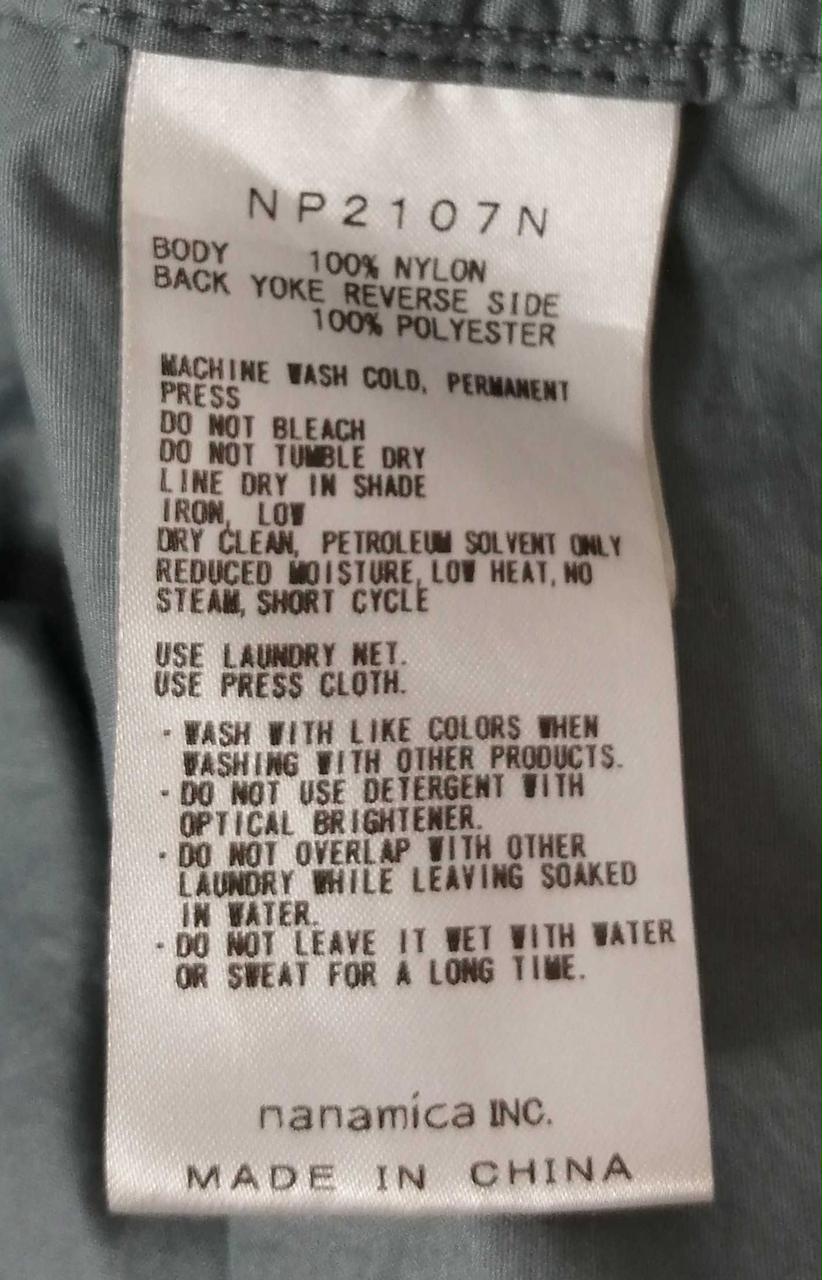 NP2107N
BODY 100% NYLON
BACK YOKE REVERSE SIDE
100% POLYESTER
MACHINE WASH COLD, PERMANENT
PRESS
DO NOT BLEACH
DO NOT TUMBLE DRY
LINE DRY IN SHADE
IRON, LOW
DRY CLEAN, PETROLEUM SOLVENT ONLY
REDUCED MOISTURE, LOW HEAT, NO
STEAM, SHORT CYCLE
USE LAUNDRY NET.
USE PRESS CLOTH.
· WASH WITH LIKE COLORS WHEN
WASHING WITH OTHER PRODUCTS.
· DO NOT USE DETERGENT WITH
OPTICAL BRIGHTENER.
· DO NOT OVERLAP WITH OTHER
LAUNDRY WHILE LEAVING SOAKED
IN WATER.
· DO NOT LEAVE IT WET WITH WATER
OR SWEAT FOR A LONG TIME.
nanamica INC.
MADE IN CHINA